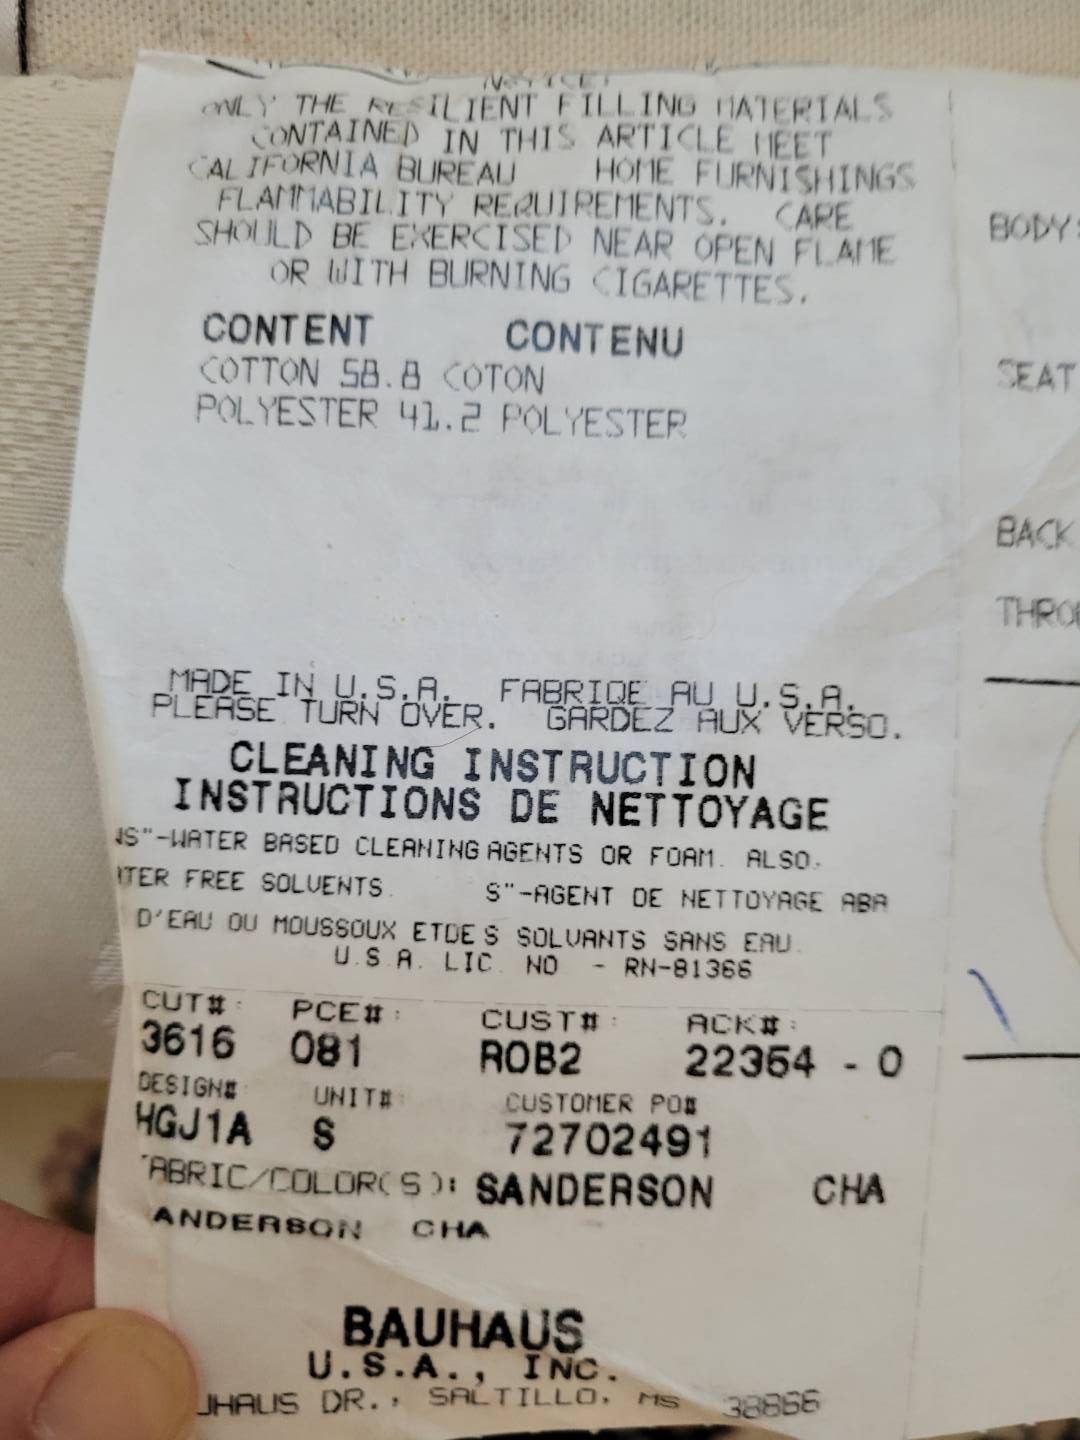 NOTICE!
ONLY THE RESILIENT FILLING MATERIALS
CONTAINED IN THIS ARTICLE MEET
CALIFORNIA BUREAU HOME FURNISHINGS
FLAMMABILITY REQUIREMENTS. CARE
SHOULD BE EXERCISED NEAR OPEN FLAME
OR WITH BURNING CIGARETTES.
CONTENT CONTENU
COTTON 58.8 COTON
POLYESTER 41.2 POLYESTER
MADE IN U.S.A. FABRIQE AU U.S.A.
PLEASE TURN OVER. GARDEZ AUX VERSO.
CLEANING INSTRUCTION
INSTRUCTIONS DE NETTOYAGE
WS"-WATER BASED CLEANING AGENTS OR FOAM. ALSO.
TER FREE SOLVENTS. S"-AGENT DE NETTOYAGE ABA
D'EAU OU MOUSSOUX ETDE S SOLVANTS SANS EAU.
U.S.A. LIC. NO - RN-81366
CUT#: PCE#: CUST#: ACK#:
3616 081 ROB2 22354 - 0
DESIGN# UNIT# CUSTOMER PO#
HGJ1A S 72702491
FABRIC/COLOR(S): SANDERSON CHA
ANDERSON CHA
BAUHAUS
U.S.A., INC.
UHAUS DR., SALTILLO, MS 38866
BODY:
SEAT
BACK
THRO